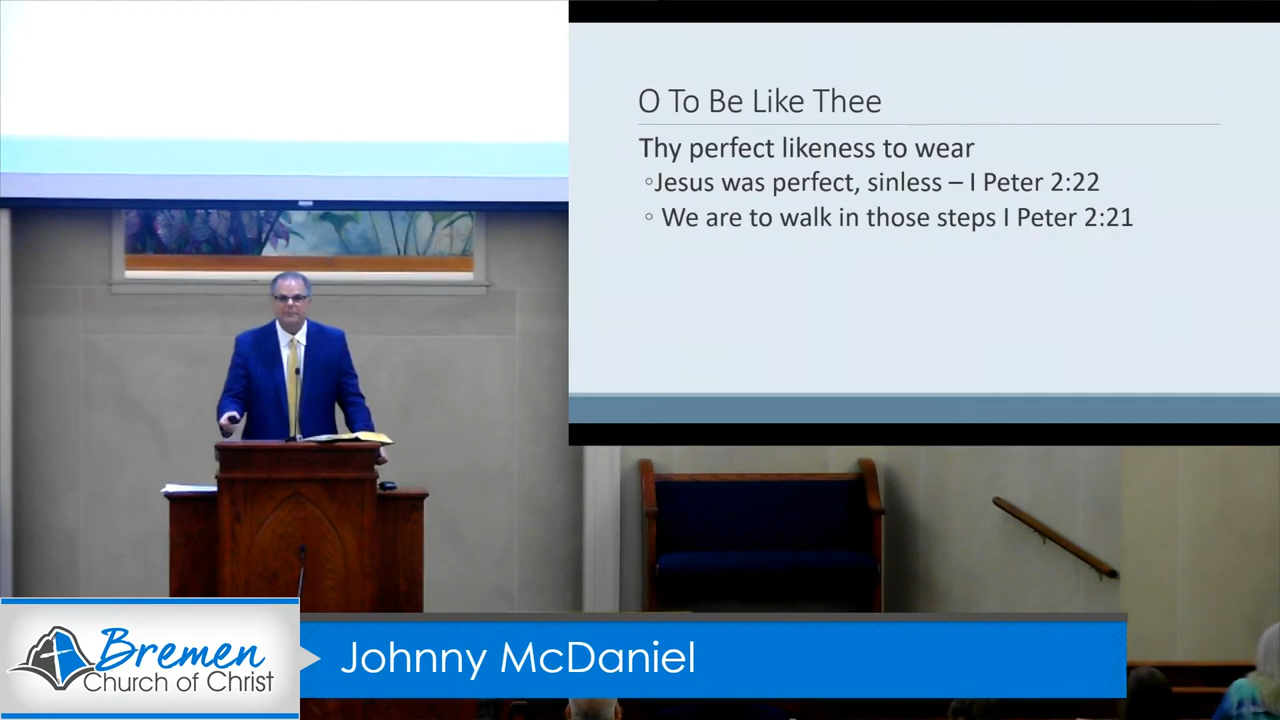 O To Be Like Thee
Thy perfect likeness to wear
◦Jesus was perfect, sinless – I Peter 2:22
◦ We are to walk in those steps I Peter 2:21
Bremen
Church of Christ
Johnny McDaniel